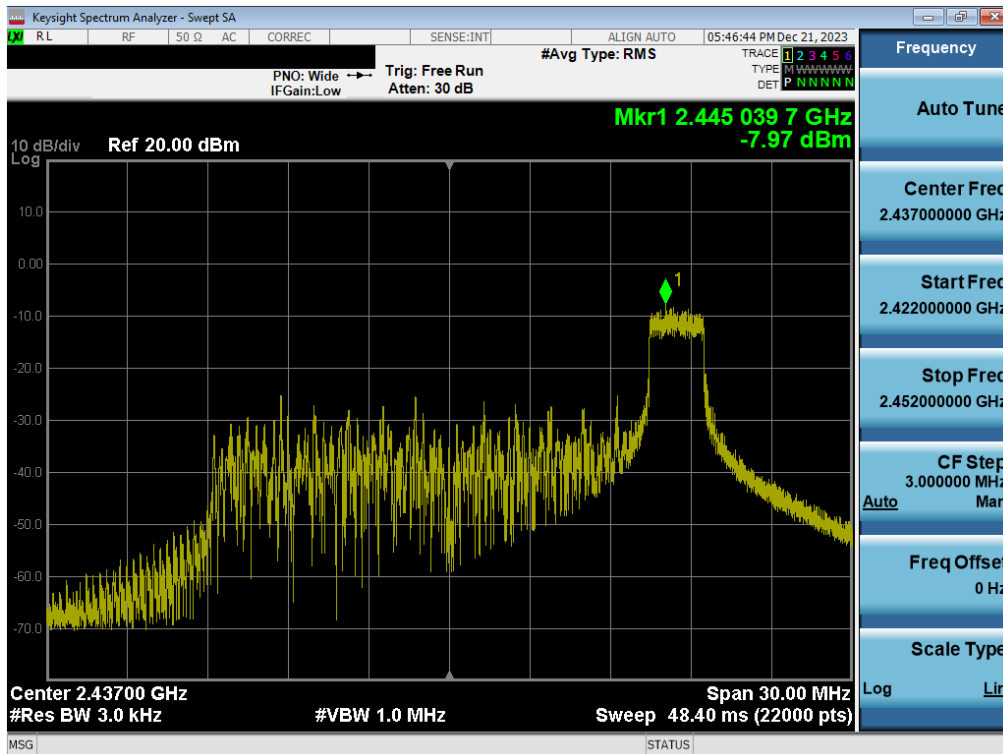 Keysight Spectrum Analyzer - Swept SA
LXI RL RF 50 Ω AC CORREC SENSE:INT ALIGN AUTO 05:46:44 PM Dec 21, 2023
#Avg Type: RMS
TRACE 1 2 3 4 5 6
PNO: Wide Trig: Free Run
TYPE M WWWWW
IFGain:Low Atten: 30 dB
DET P N N N N N
Mkr1 2.445 039 7 GHz
-7.97 dBm
10 dB/div Ref 20.00 dBm
Log
1
10.0
0.00
-10.0
-20.0
-30.0
-40.0
-50.0
-60.0
-70.0
Center 2.43700 GHz Span 30.00 MHz
#Res BW 3.0 kHz #VBW 1.0 MHz Sweep 48.40 ms (22000 pts)
MSG STATUS
Frequency
Auto Tune
Center Freq
2.437000000 GHz
Start Freq
2.422000000 GHz
Stop Freq
2.452000000 GHz
CF Step
3.000000 MHz
Auto Man
Freq Offset
0 Hz
Scale Type
Log Lin